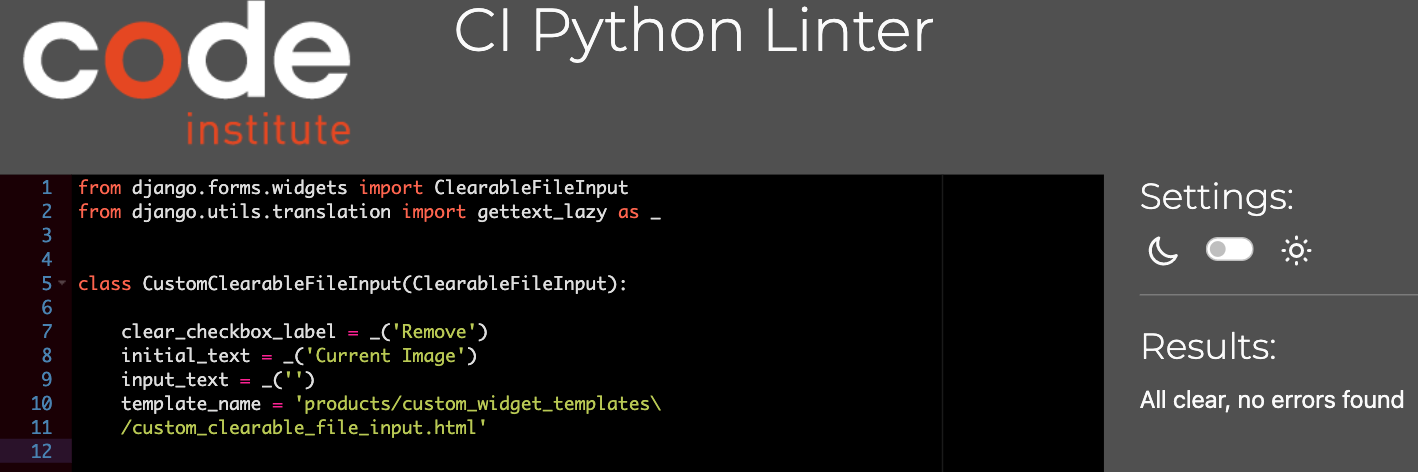 code
institute
CI Python Linter
1 from django.forms.widgets import ClearableFileInput
2 from django.utils.translation import gettext_lazy as _
3
4
5 class CustomClearableFileInput(ClearableFileInput):
6
7     clear_checkbox_label = _('Remove')
8     initial_text = _('Current Image')
9     input_text = _('')
10     template_name = 'products/custom_widget_templates\
11     /custom_clearable_file_input.html'
12
Settings:
Results:
All clear, no errors found